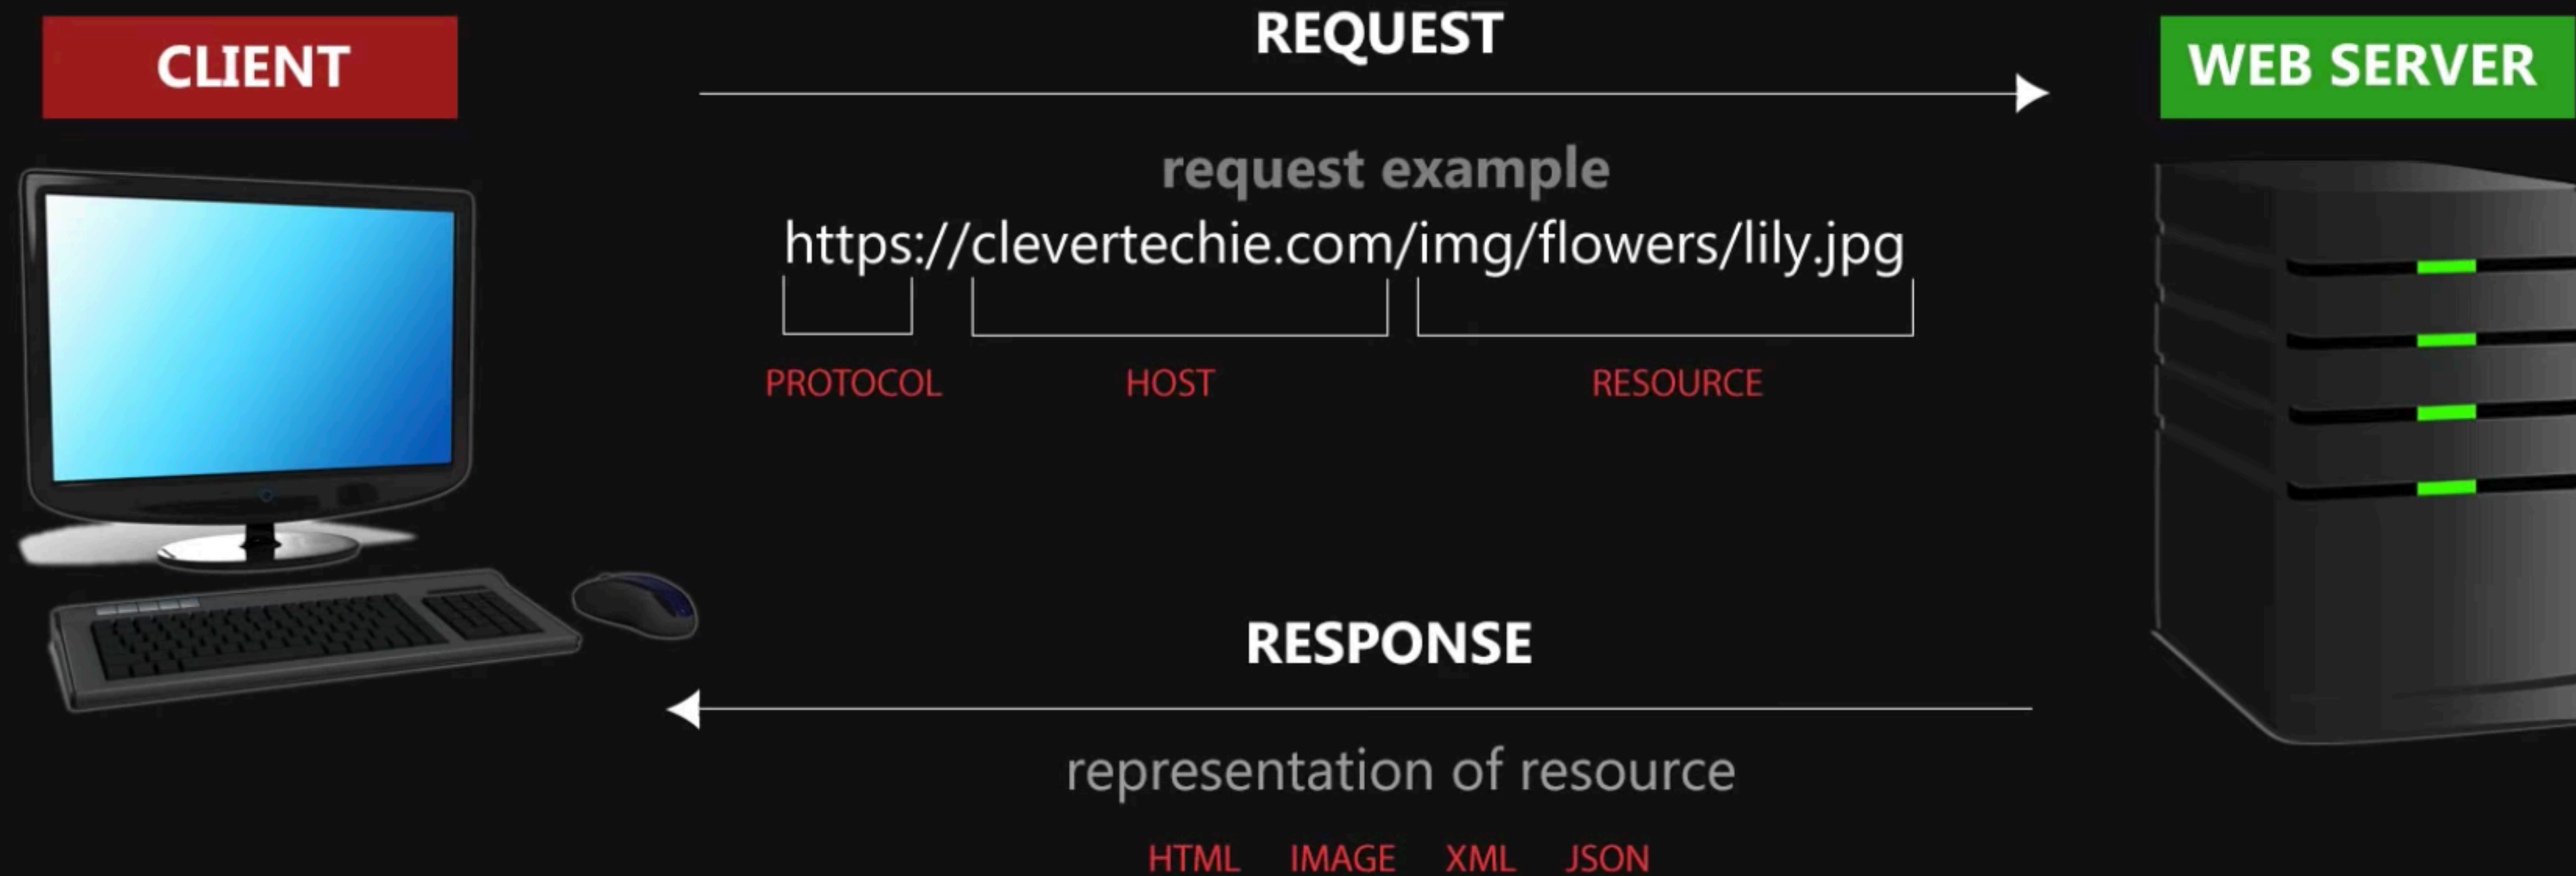 CLIENT
REQUEST
WEB SERVER
request example
https://clevertechie.com/img/flowers/lily.jpg
PROTOCOL
HOST
RESOURCE
RESPONSE
representation of resource
HTML IMAGE XML JSON